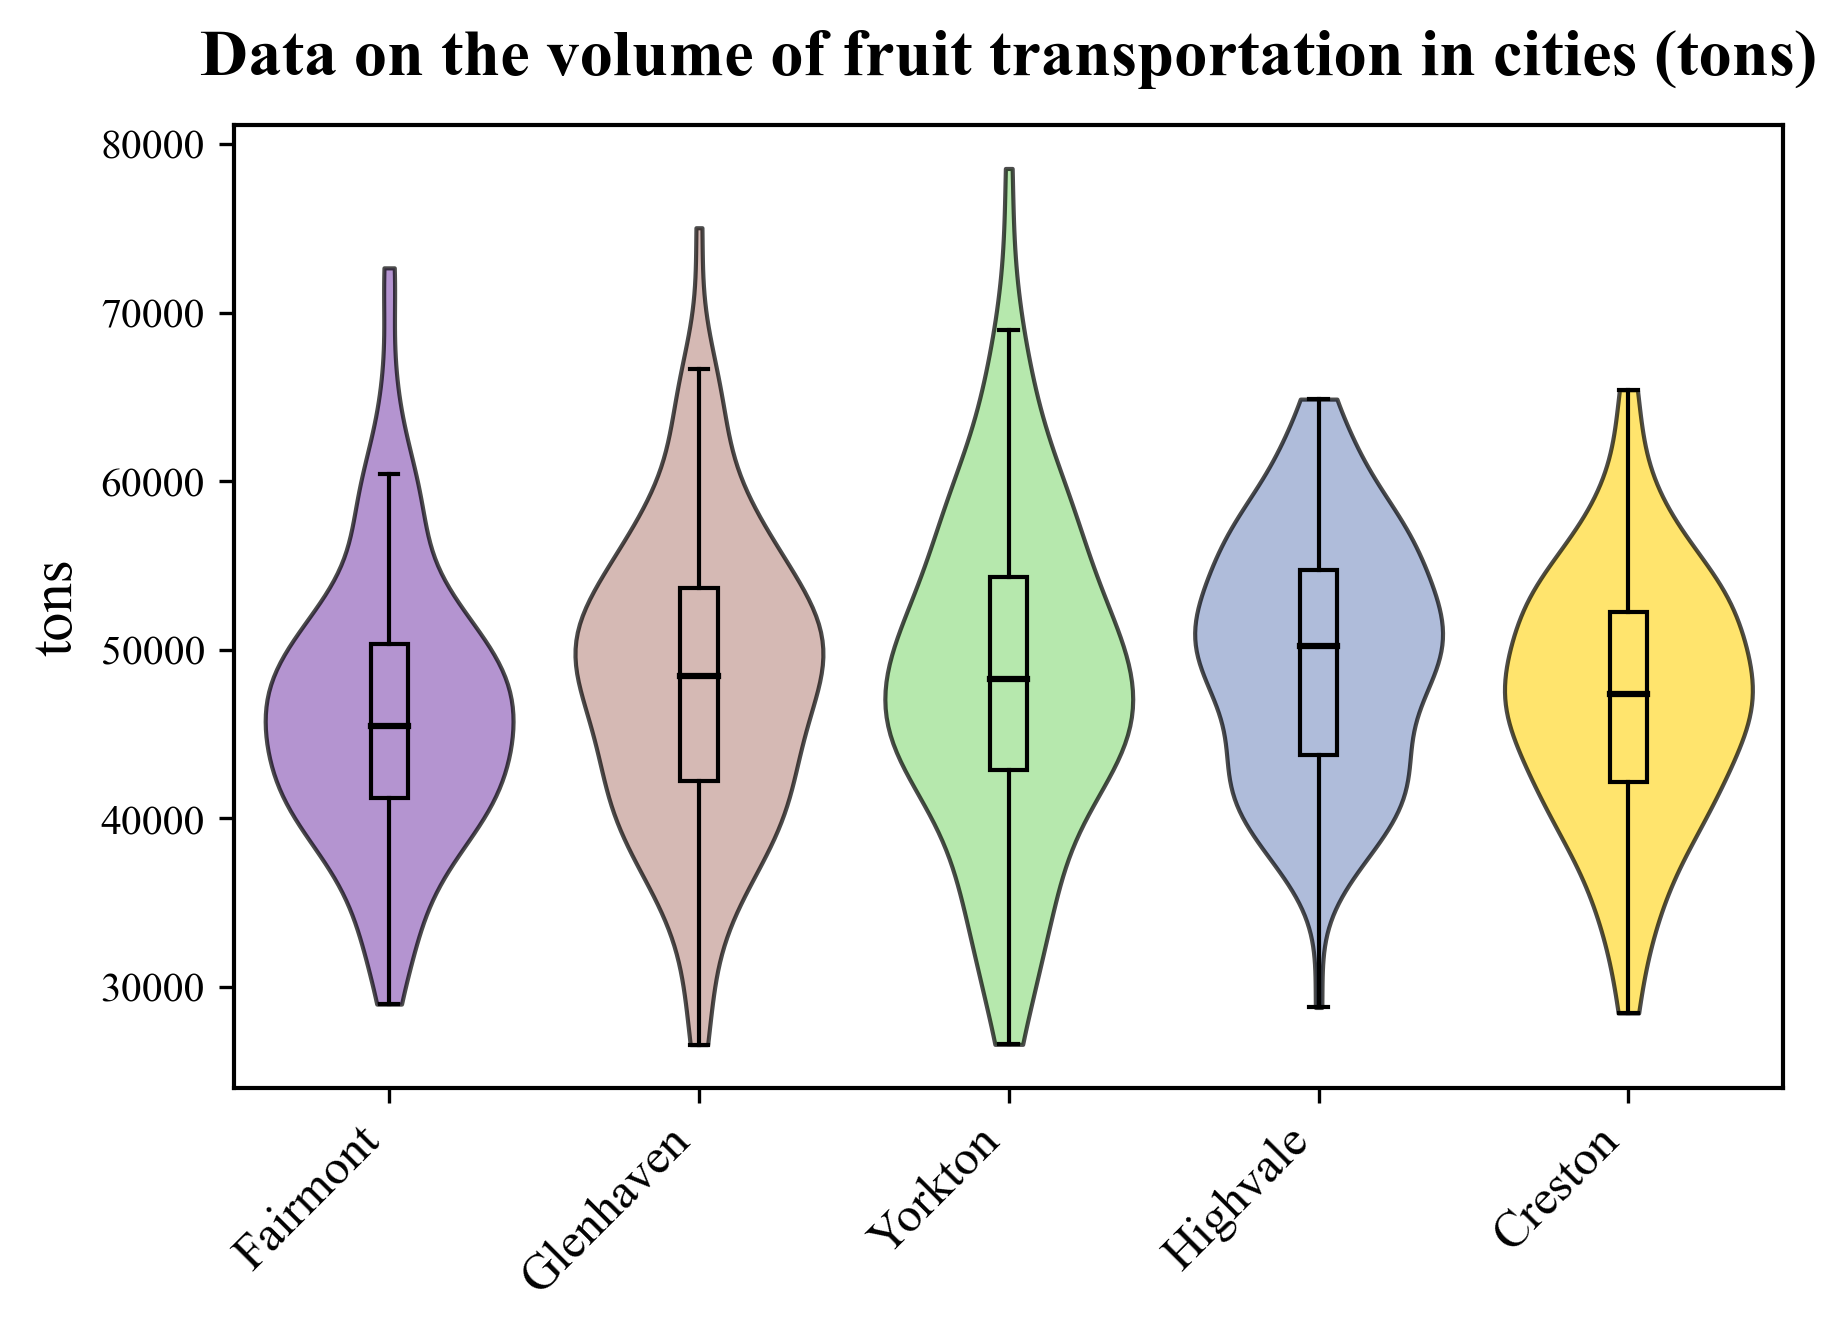 Data on the volume of fruit transportation in cities (tons)
80000
70000
60000
50000
40000
30000
tons
Fairmont
Glenhaven
Yorkton
Highvale
Creston